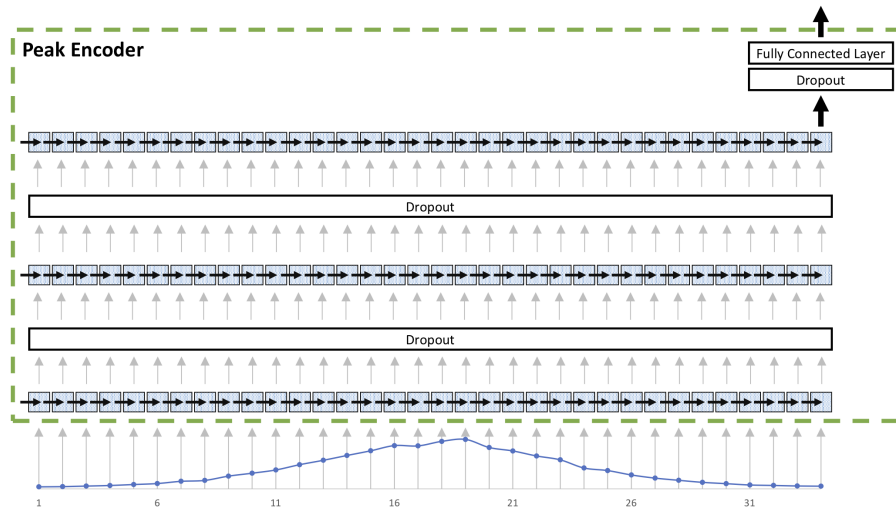 Peak Encoder
Fully Connected Layer
Dropout
Dropout
Dropout
1 6 11 16 21 26 31